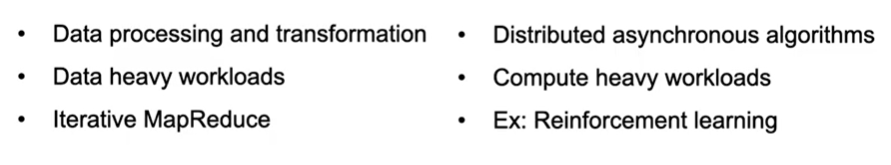 • Data processing and transformation
• Data heavy workloads
• Iterative MapReduce
• Distributed asynchronous algorithms
• Compute heavy workloads
• Ex: Reinforcement learning